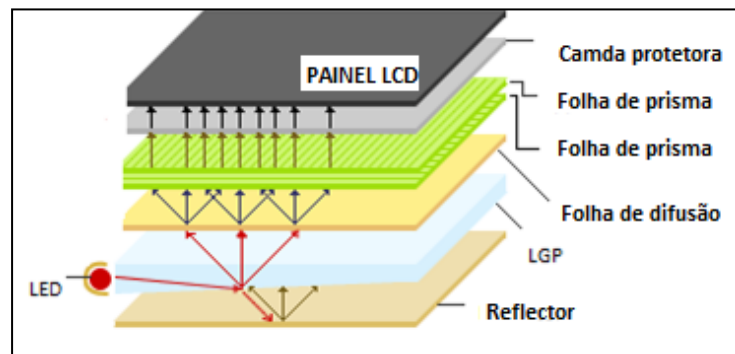 PAINEL LCD
Camda protetora
Folha de prisma
Folha de prisma
Folha de difusão
LGP
LED
Reflector